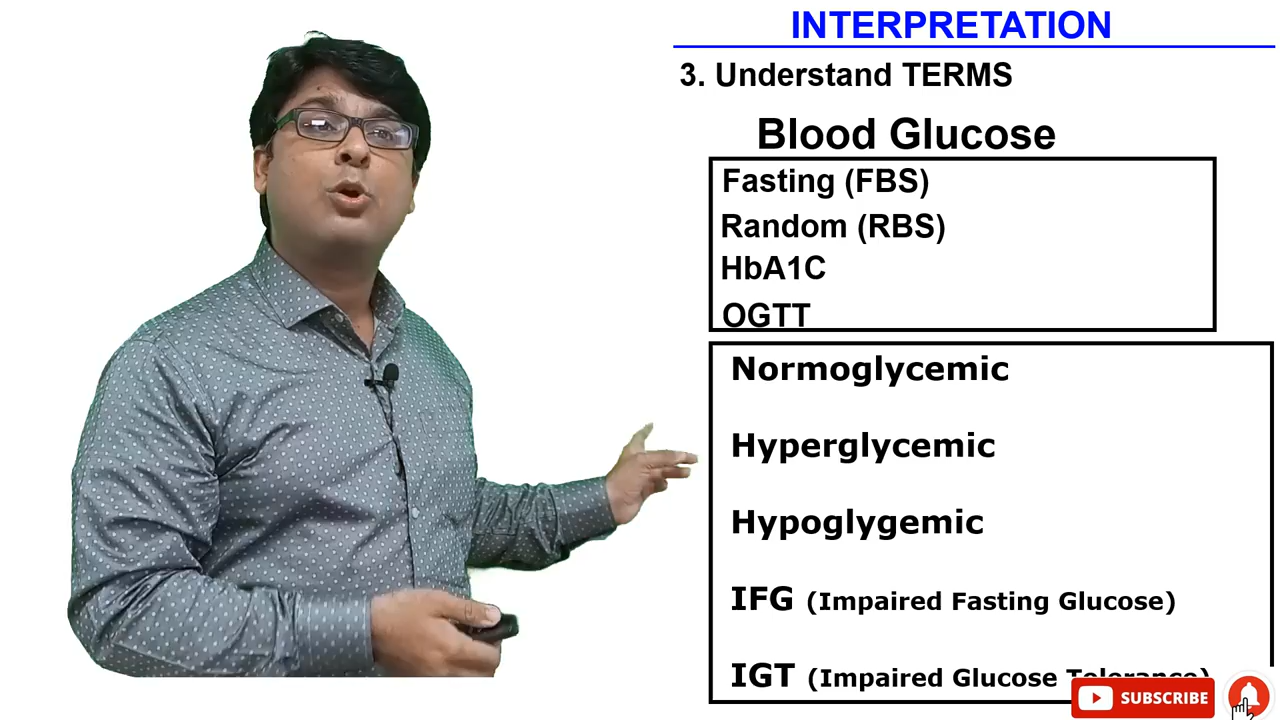 INTERPRETATION
3. Understand TERMS
Blood Glucose
Fasting (FBS)
Random (RBS)
HbA1C
OGTT
Normoglycemic
Hyperglycemic
Hypoglygemic
IFG (Impaired Fasting Glucose)
IGT (Impaired Glucose Tolerance)
SUBSCRIBE